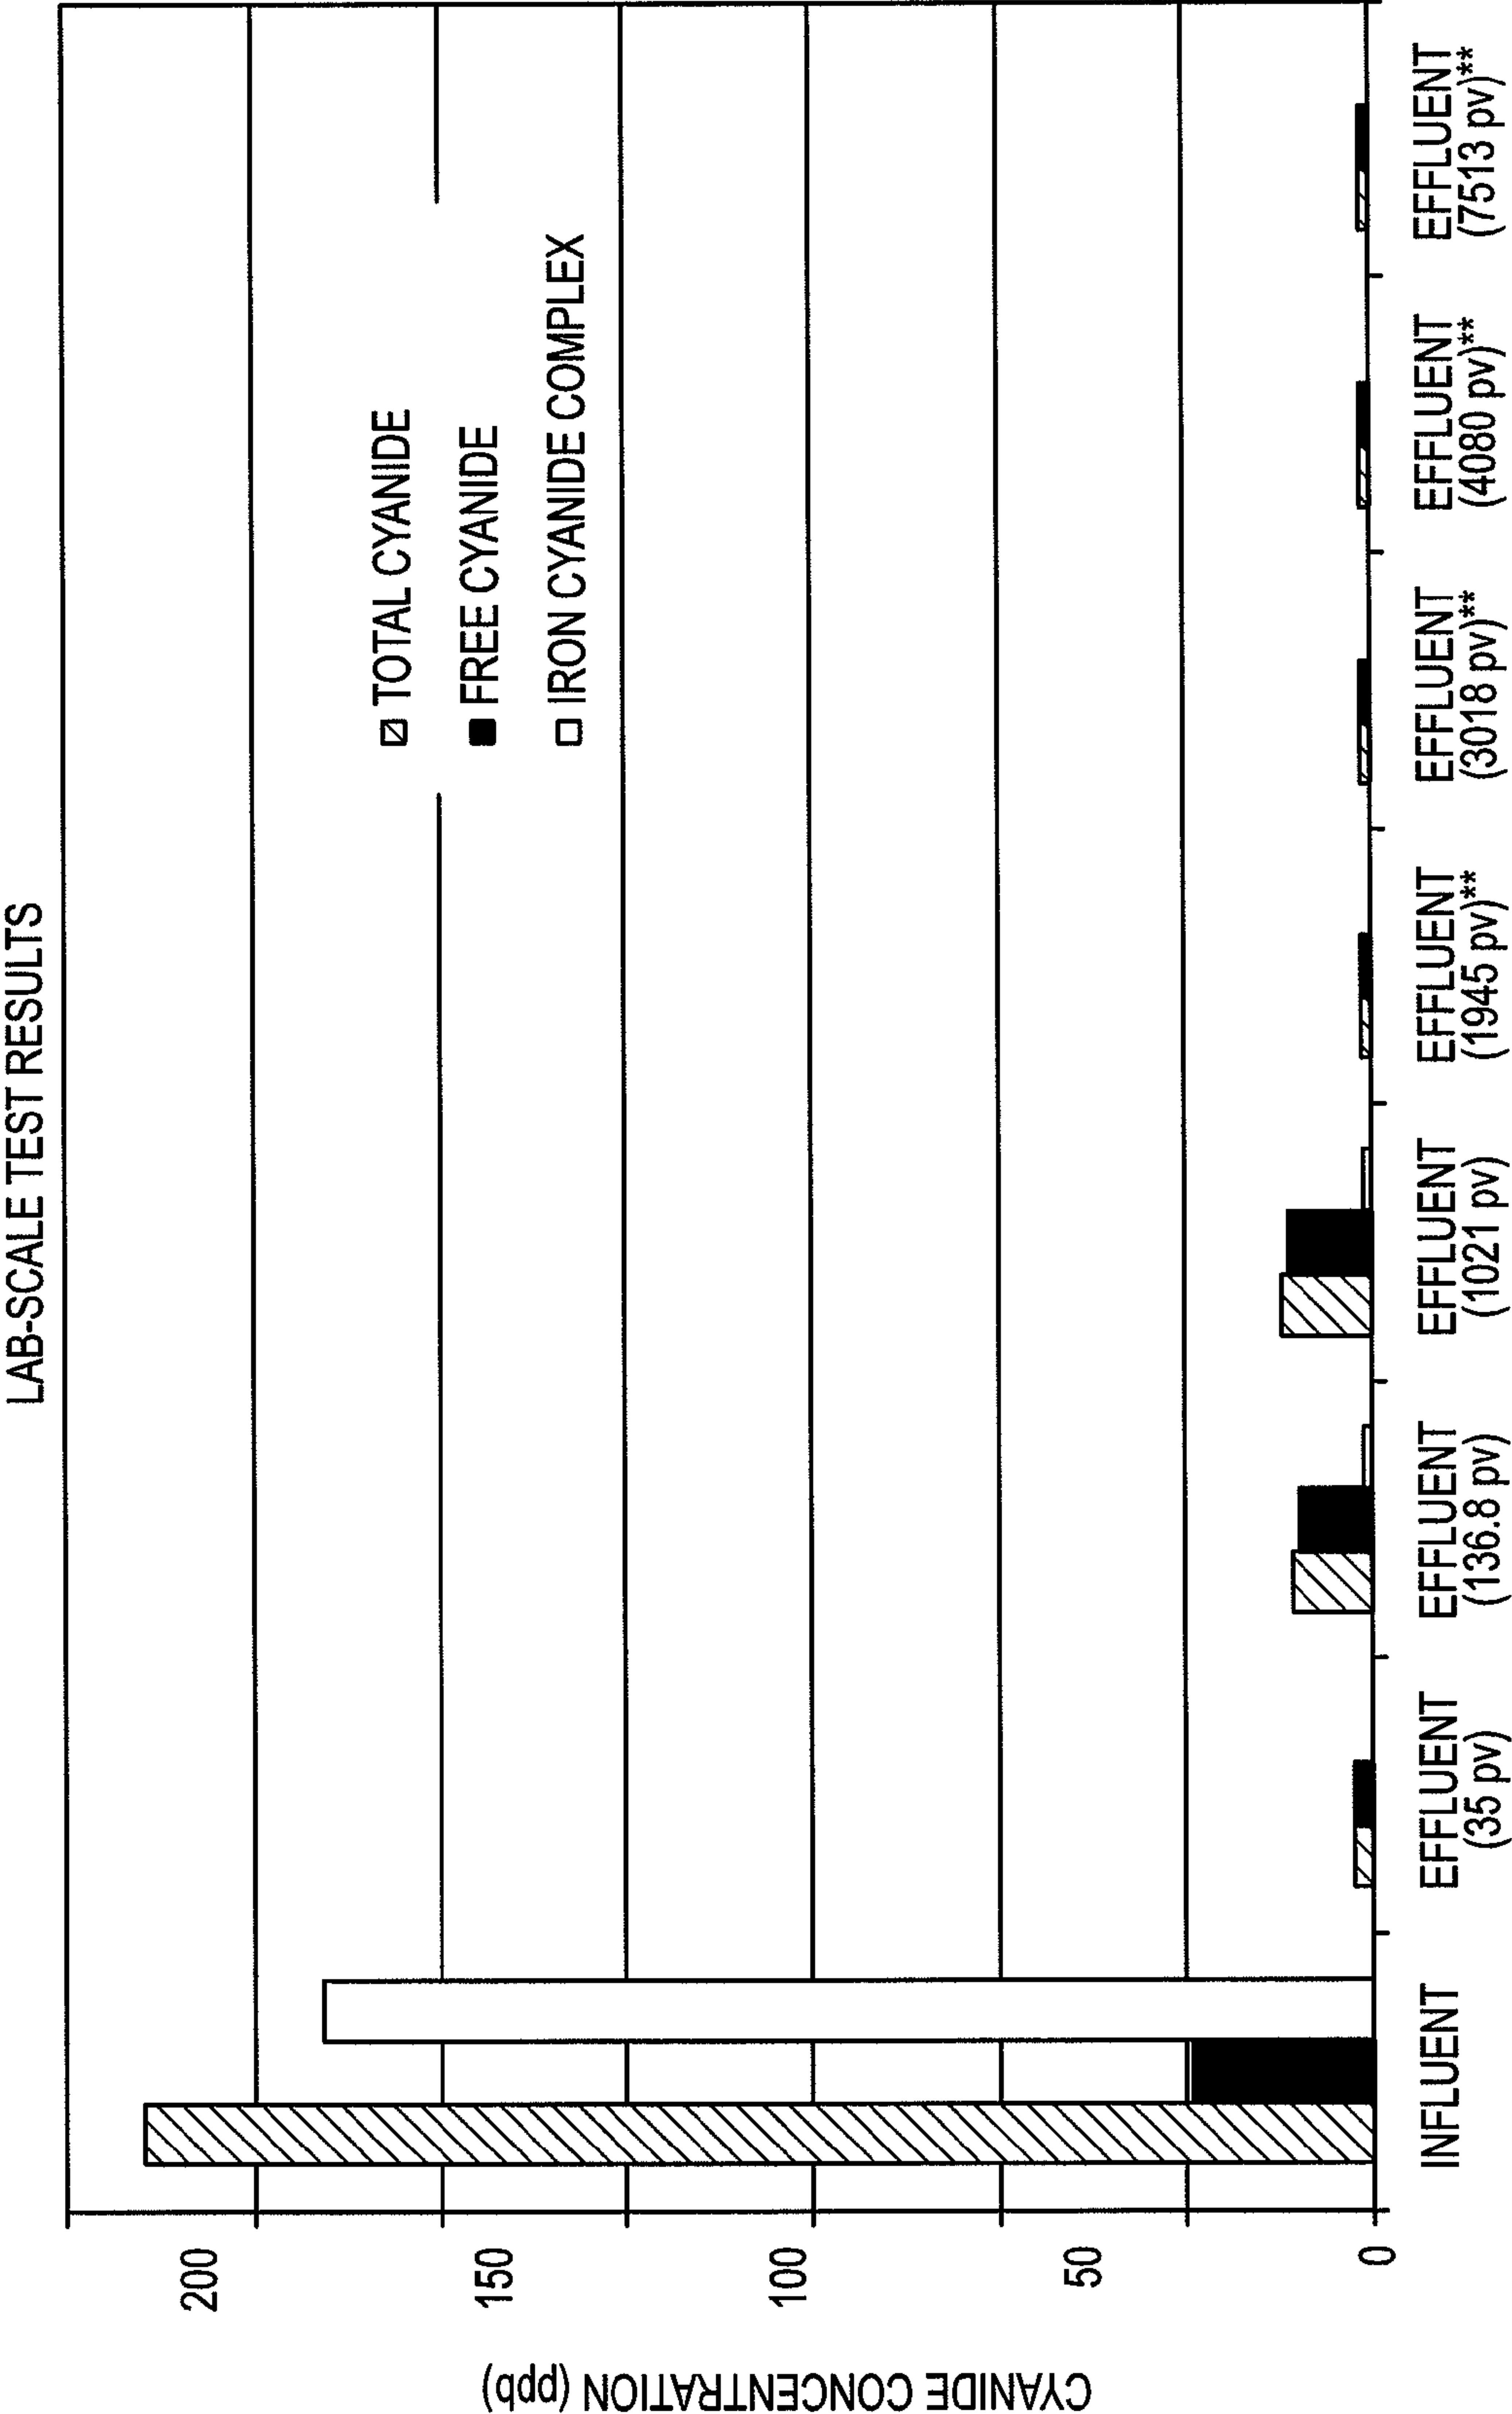 LAB-SCALE TEST RESULTS
CYANIDE CONCENTRATION (ppb)
200
150
100
50
0
TOTAL CYANIDE
FREE CYANIDE
IRON CYANIDE COMPLEX
INFLUENT
EFFLUENT
(35 pv)
EFFLUENT
(136.8 pv)
EFFLUENT
(1021 pv)
EFFLUENT
(1945 pv)**
EFFLUENT
(3018 pv)**
EFFLUENT
(4080 pv)**
EFFLUENT
(7513 pv)**